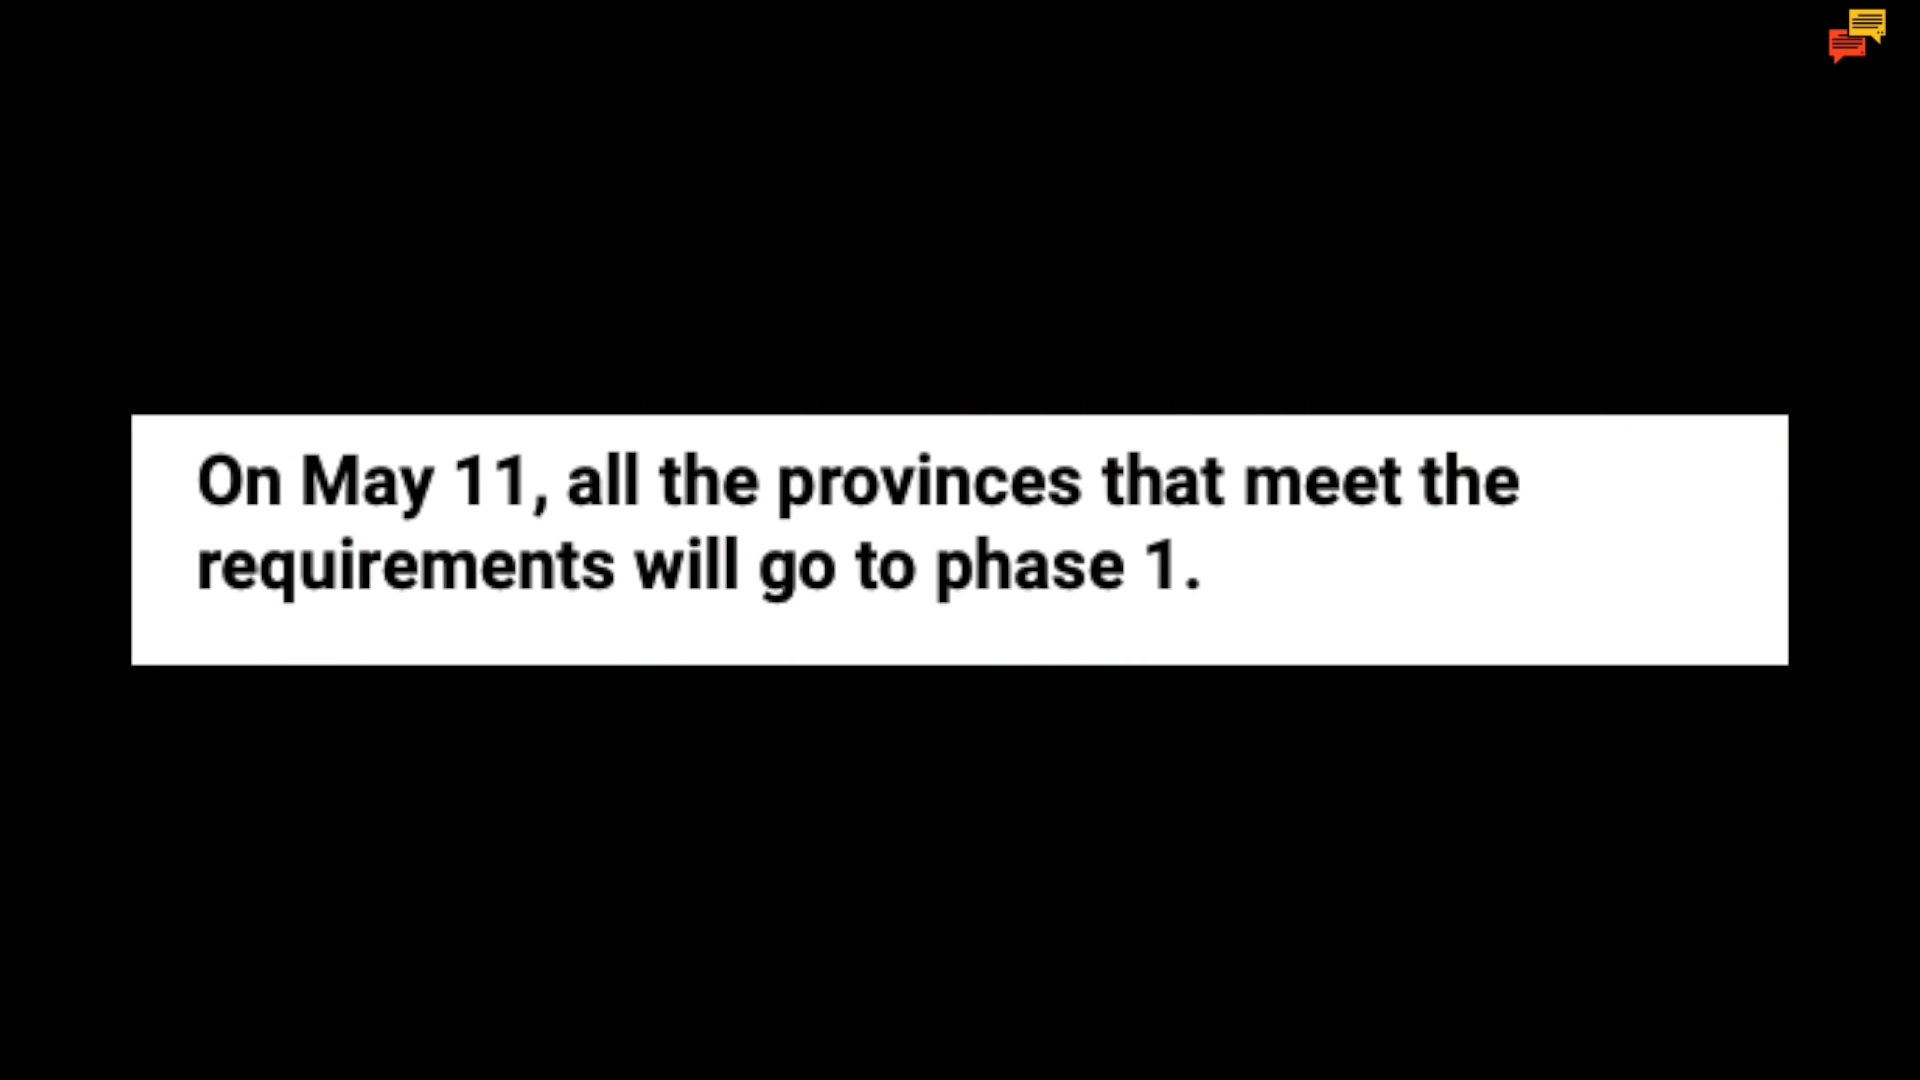 On May 11, all the provinces that meet the
requirements will go to phase 1.